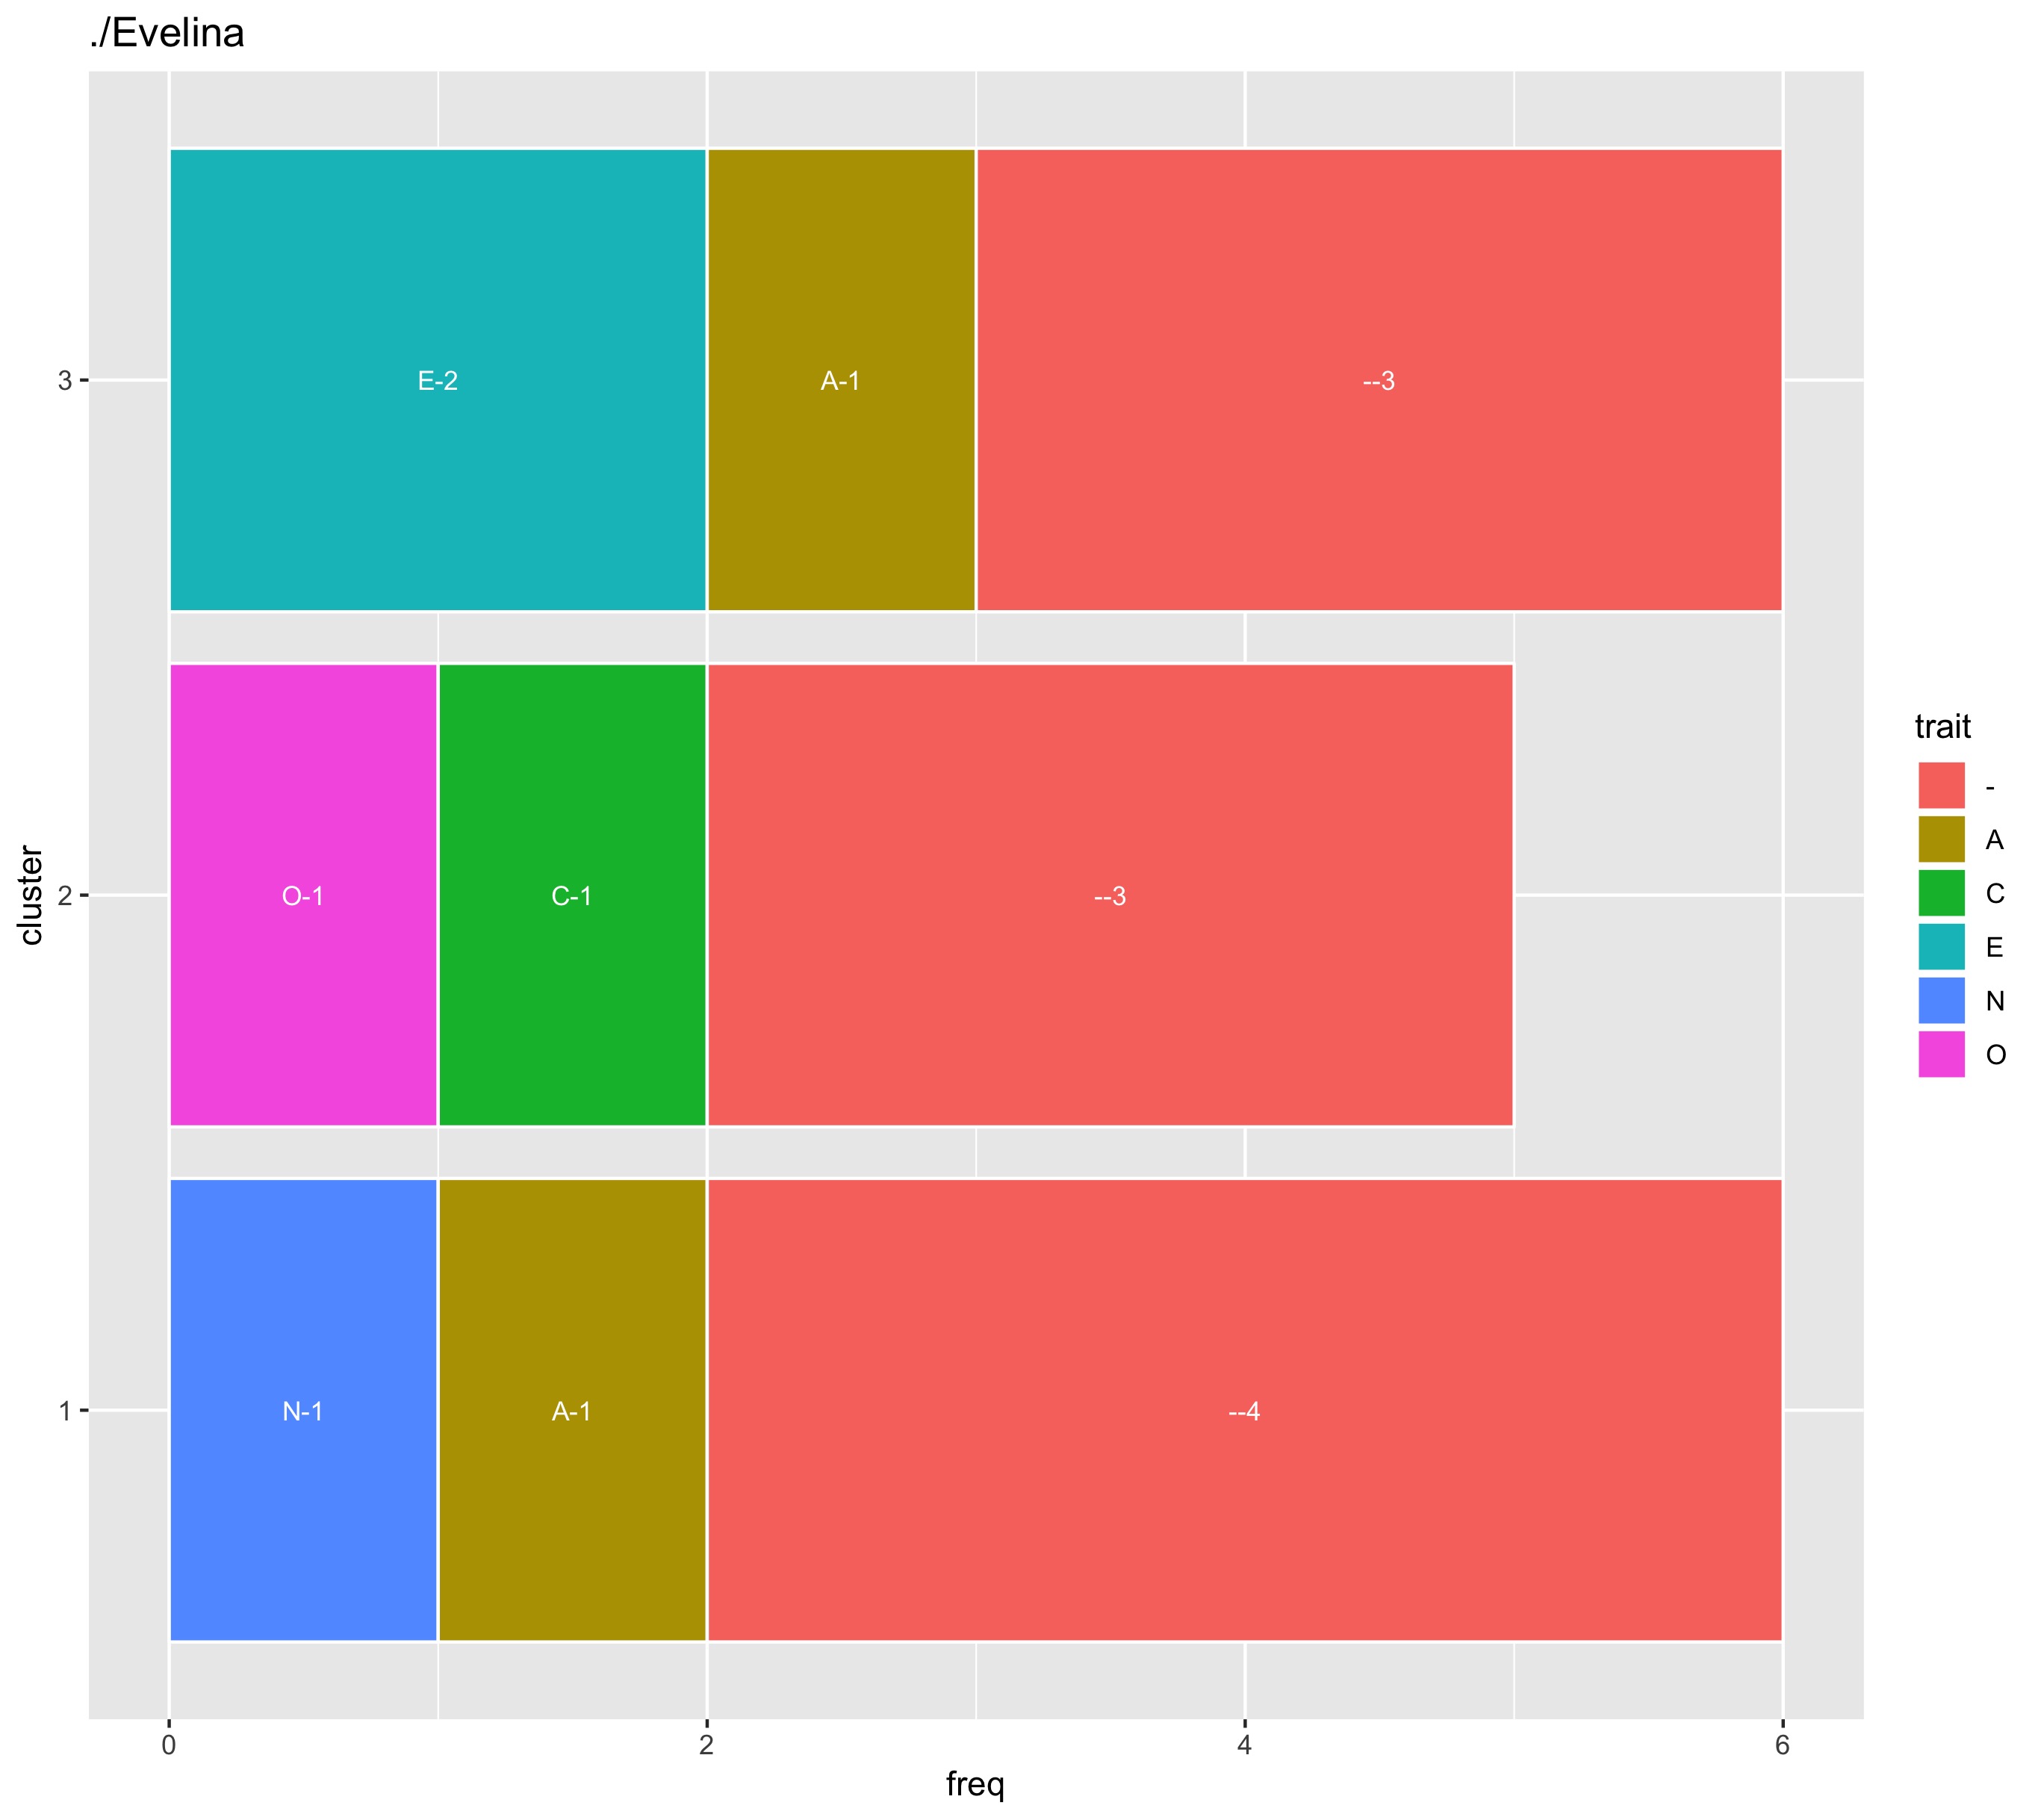 ./Evelina
3
E-2
A-1
--3
cluster
2
O-1
C-1
--3
1
N-1
A-1
--4
0
2
4
6
freq
trait
-
A
C
E
N
O